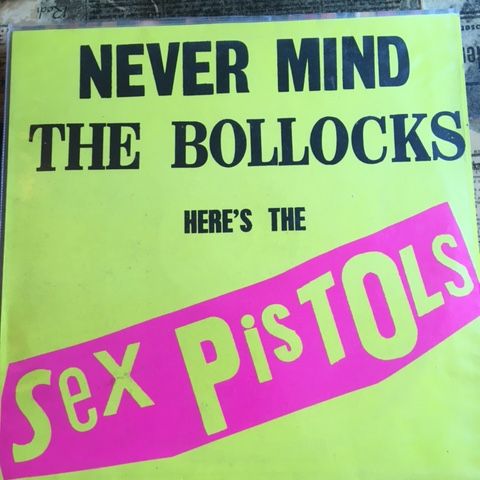 NEVER MIND
THE BOLLOCKS
HERE'S THE
Sex PisTOLs